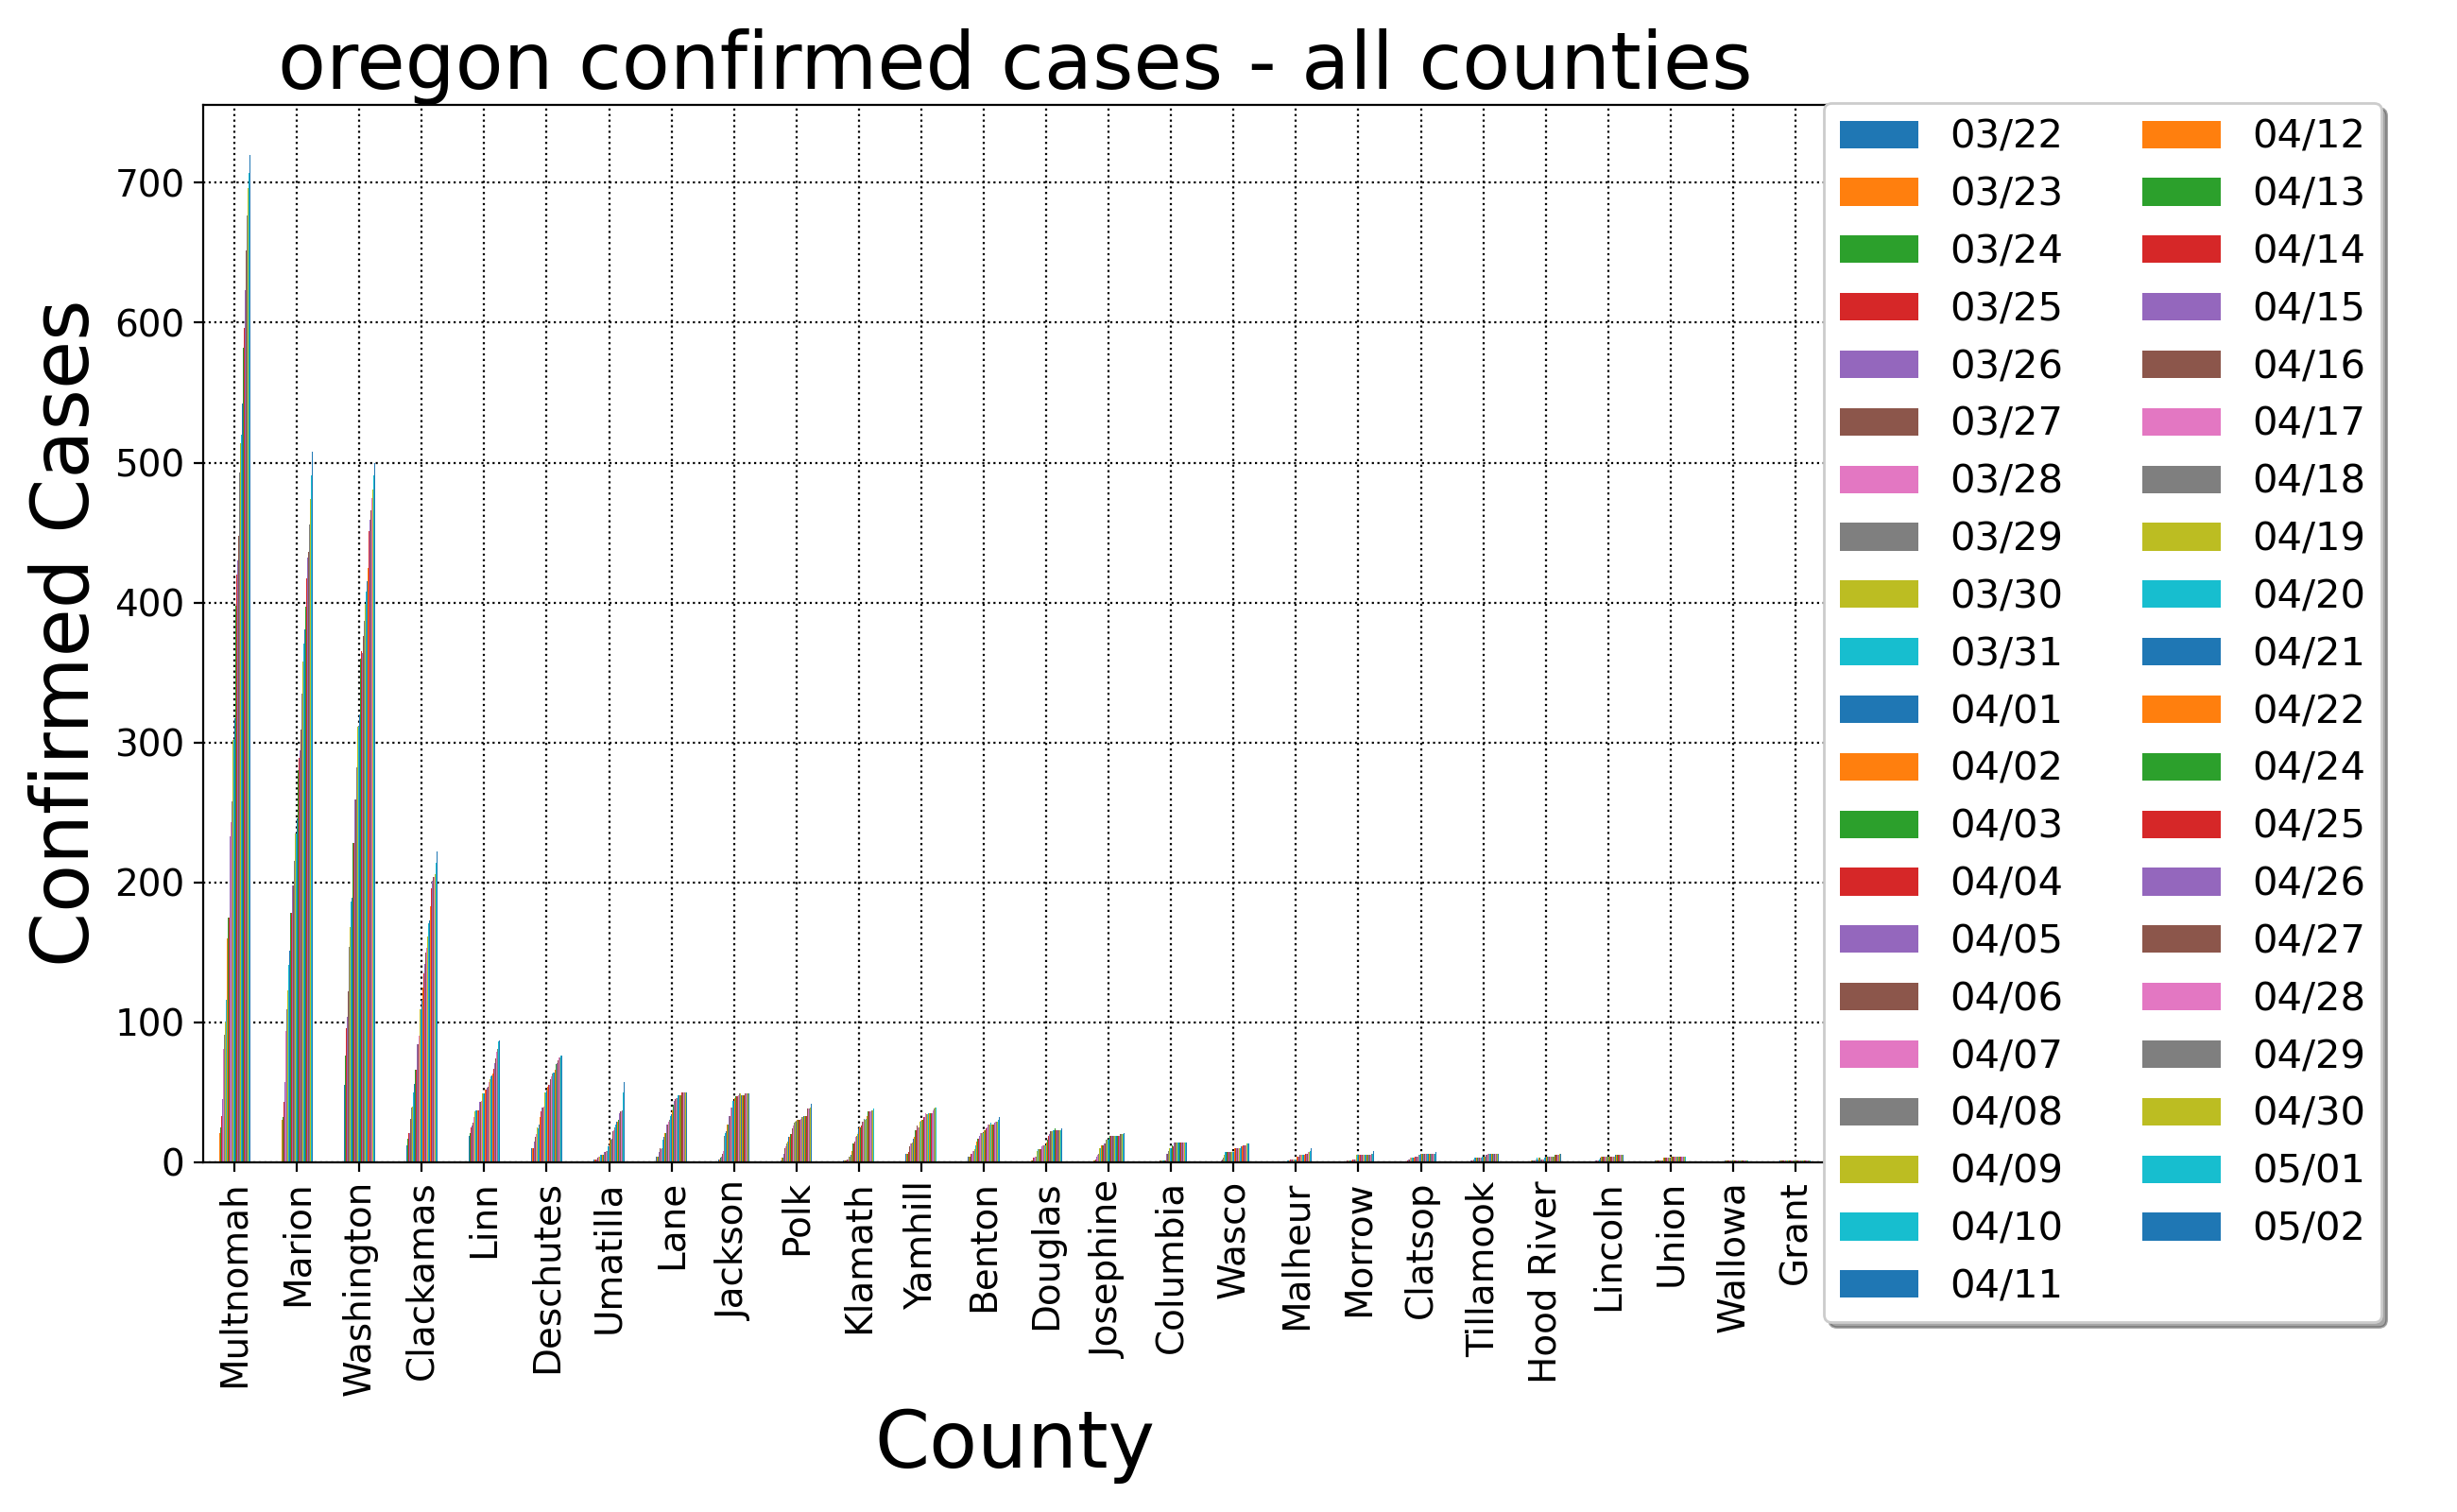 oregon confirmed cases - all counties
Confirmed Cases
700
600
500
400
300
200
100
0
Multnomah
Marion
Washington
Clackamas
Linn
Deschutes
Umatilla
Lane
Jackson
Polk
Klamath
Yamhill
Benton
Douglas
Josephine
Columbia
Wasco
Malheur
Morrow
Clatsop
Tillamook
Hood River
Lincoln
Union
Wallowa
Grant
County
03/22
03/23
03/24
03/25
03/26
03/27
03/28
03/29
03/30
03/31
04/01
04/02
04/03
04/04
04/05
04/06
04/07
04/08
04/09
04/10
04/11
04/12
04/13
04/14
04/15
04/16
04/17
04/18
04/19
04/20
04/21
04/22
04/24
04/25
04/26
04/27
04/28
04/29
04/30
05/01
05/02